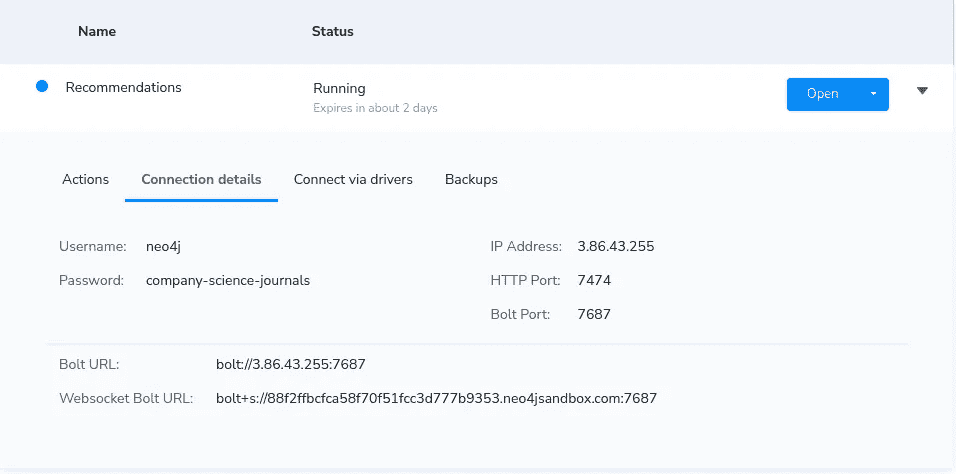 Name Status
Recommendations Running Open
Expires in about 2 days
Actions Connection details Connect via drivers Backups
Username: neo4j IP Address: 3.86.43.255
Password: company-science-journals HTTP Port: 7474
Bolt Port: 7687
Bolt URL: bolt://3.86.43.255:7687
Websocket Bolt URL: bolt+s://88f2ffbcfca58f70f51fcc3d777b9353.neo4jsandbox.com:7687